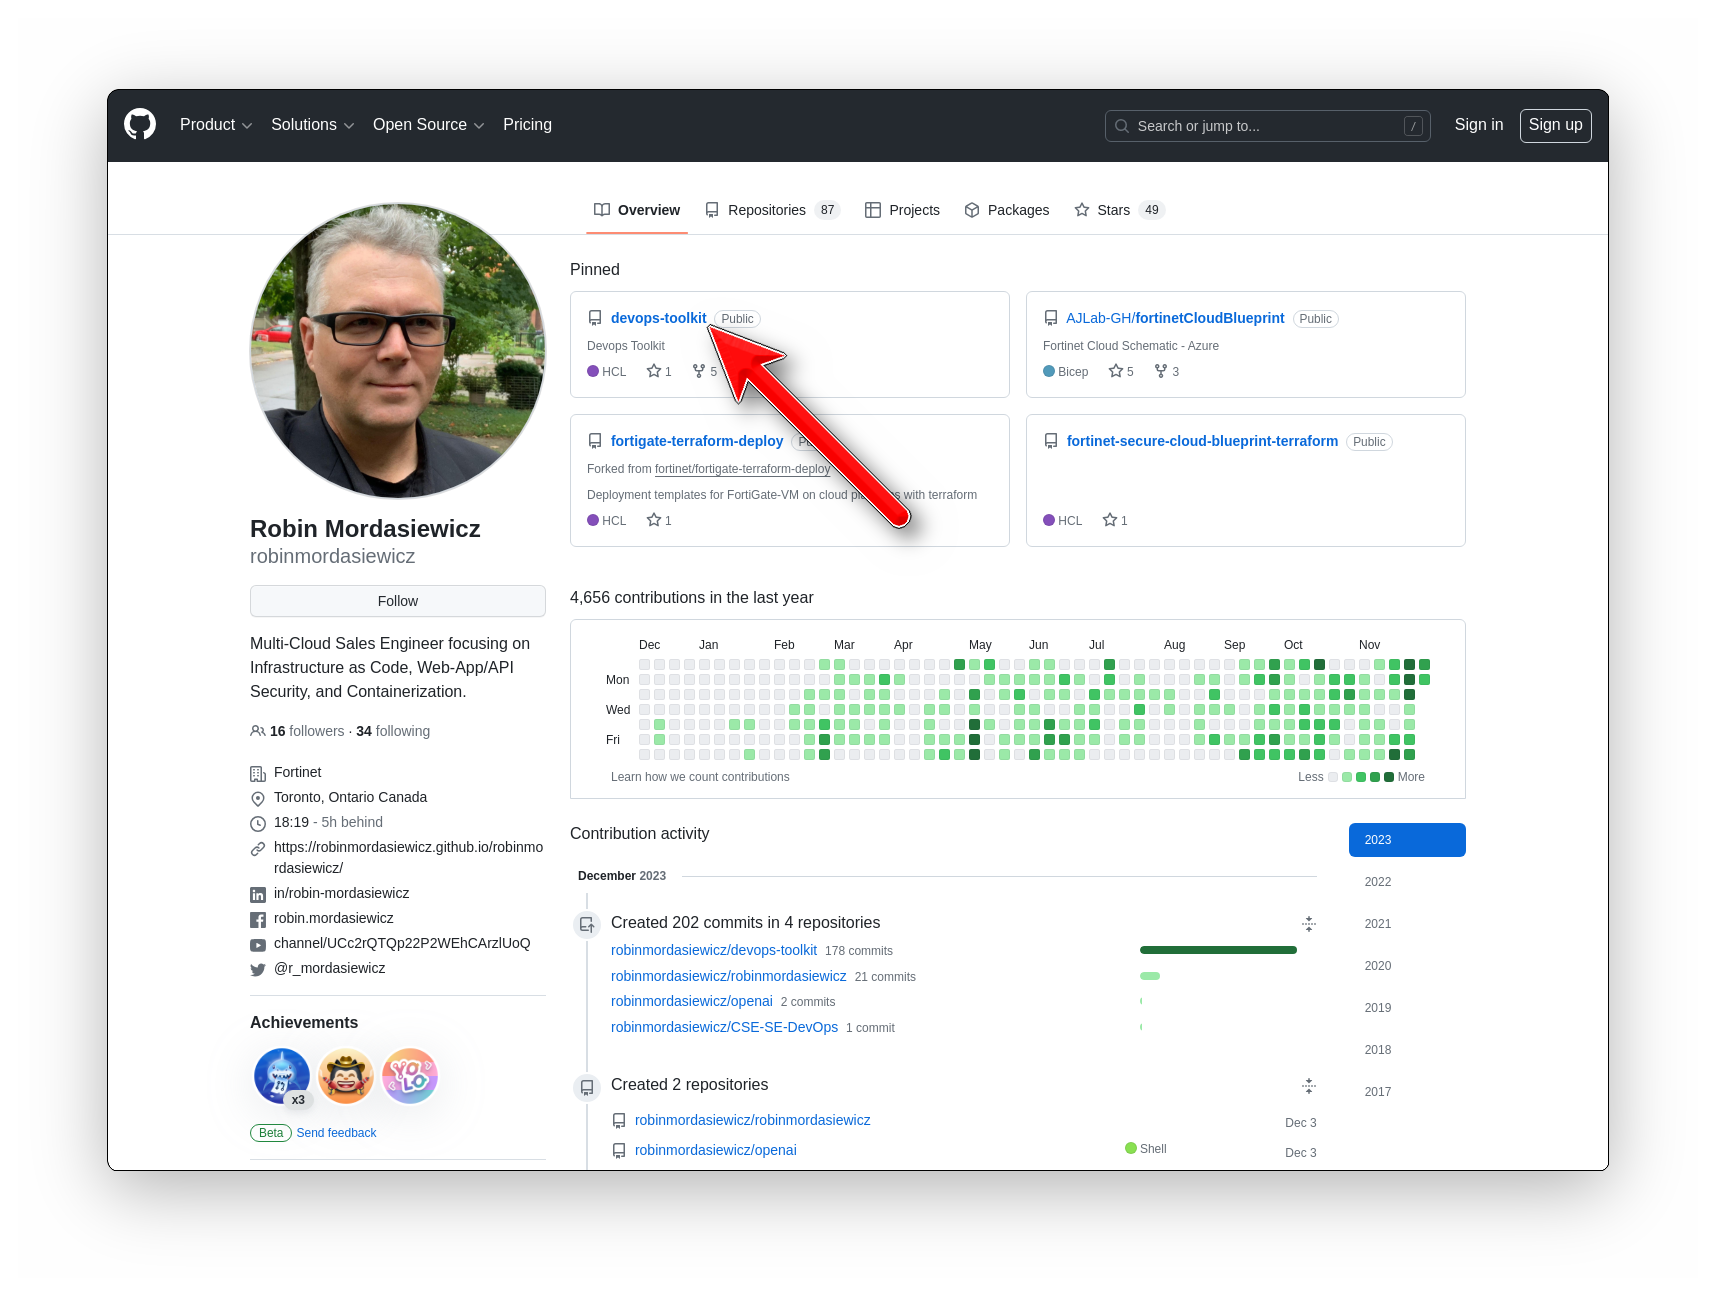 Product Solutions Open Source Pricing Search or jump to... / Sign in Sign up
Overview Repositories 87 Projects Packages Stars 49
Pinned
devops-toolkit Public
Devops Toolkit
HCL 1 5
AJLab-GH/fortinetCloudBlueprint Public
Fortinet Cloud Schematic - Azure
Bicep 5 3
fortigate-terraform-deploy
Forked from fortinet/fortigate-terraform-deploy
Deployment templates for FortiGate-VM on cloud with terraform
HCL 1
fortinet-secure-cloud-blueprint-terraform Public
HCL 1
Robin Mordasiewicz
robinmordasiewicz
Follow
Multi-Cloud Sales Engineer focusing on
Infrastructure as Code, Web-App/API
Security, and Containerization.
16 followers · 34 following
Fortinet
Toronto, Ontario Canada
18:19 - 5h behind
https://robinmordasiewicz.github.io/robinmo
rdasiewicz/
in/robin-mordasiewicz
robin.mordasiewicz
channel/UCc2rQTQp22P2WEhCArzlUoQ
@r_mordasiewicz
Achievements
x3
YOLO
Beta Send feedback
4,656 contributions in the last year
Dec Jan Feb Mar Apr May Jun Jul Aug Sep Oct Nov
Mon
Wed
Fri
Learn how we count contributions Less More
Contribution activity
2023
2022
2021
2020
2019
2018
2017
December 2023
Created 202 commits in 4 repositories
robinmordasiewicz/devops-toolkit 178 commits
robinmordasiewicz/robinmordasiewicz 21 commits
robinmordasiewicz/openai 2 commits
robinmordasiewicz/CSE-SE-DevOps 1 commit
Created 2 repositories
robinmordasiewicz/robinmordasiewicz Dec 3
robinmordasiewicz/openai Shell Dec 3